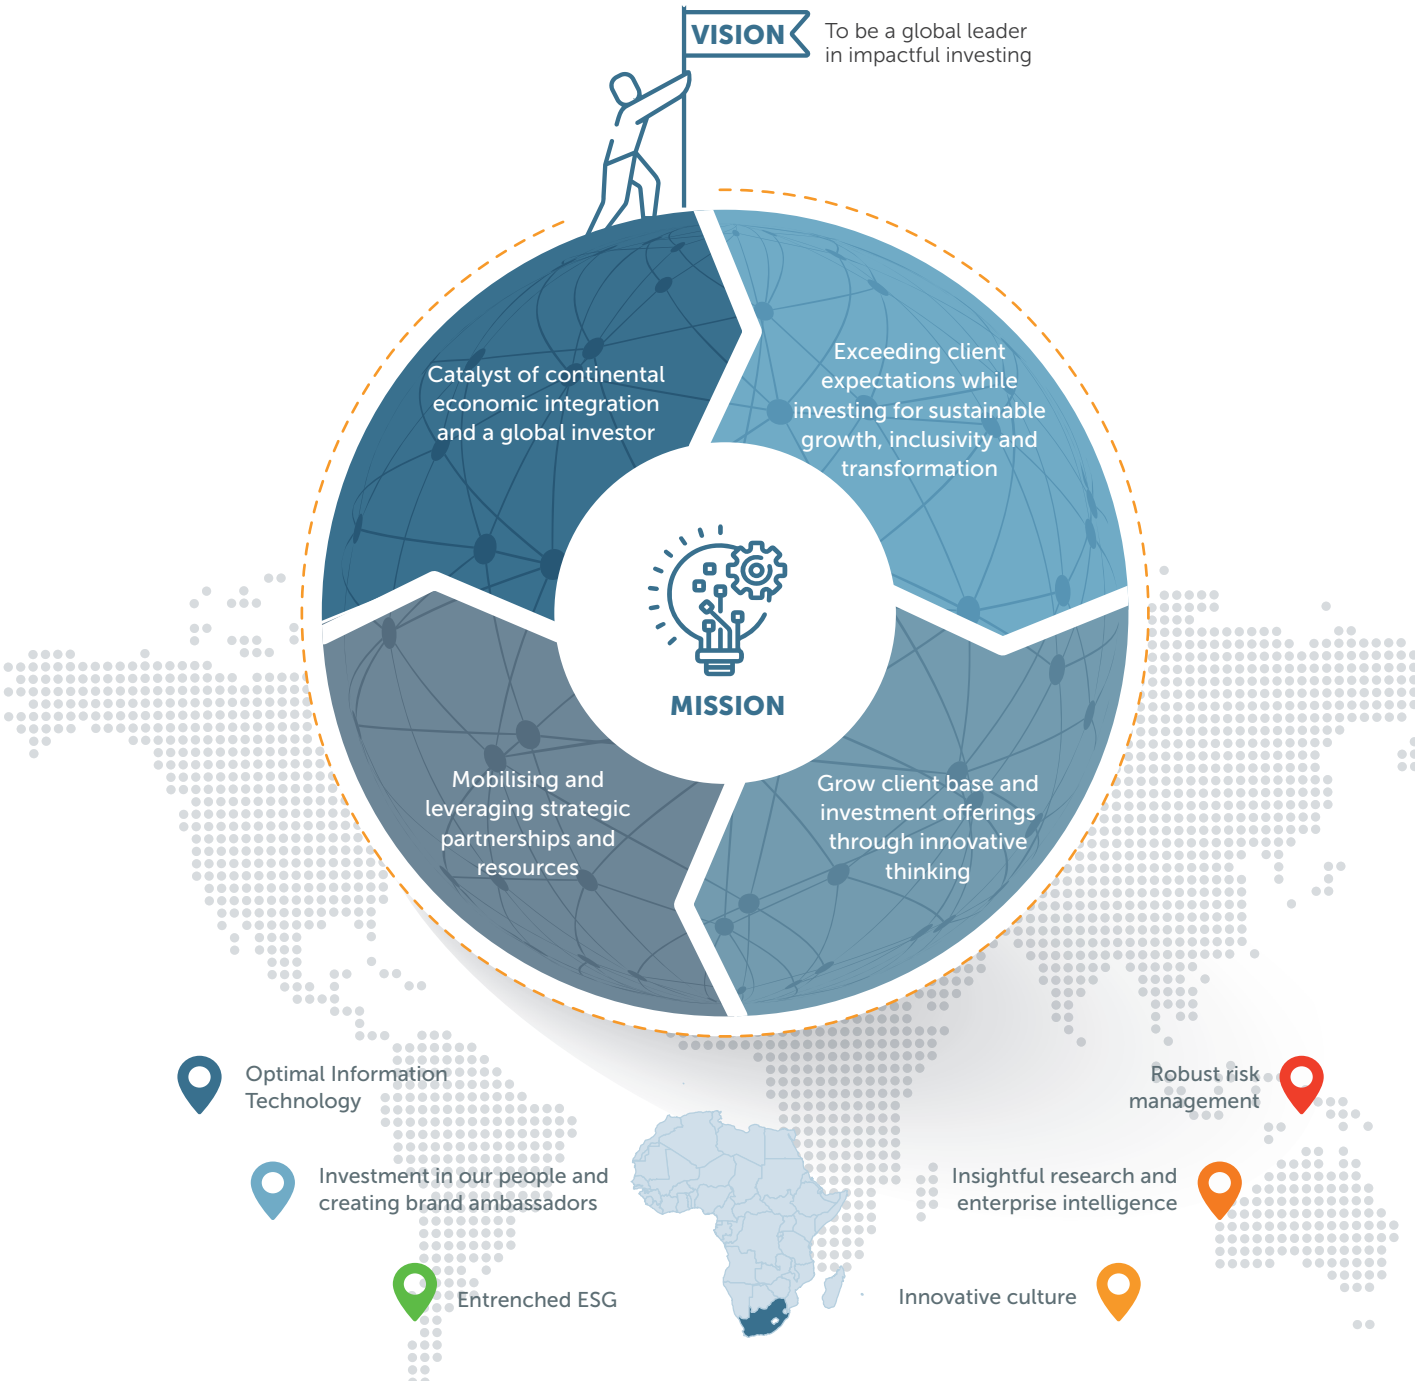 VISION
To be a global leader
in impactful investing
Catalyst of continental
economic integration
and a global investor
Exceeding client
expectations while
investing for sustainable
growth, inclusivity and
transformation
MISSION
Mobilising and
leveraging strategic
partnerships and
resources
Grow client base and
investment offerings
through innovative
thinking
Optimal Information
Technology
Robust risk
management
Investment in our people and
creating brand ambassadors
Insightful research and
enterprise intelligence
Entrenched ESG
Innovative culture